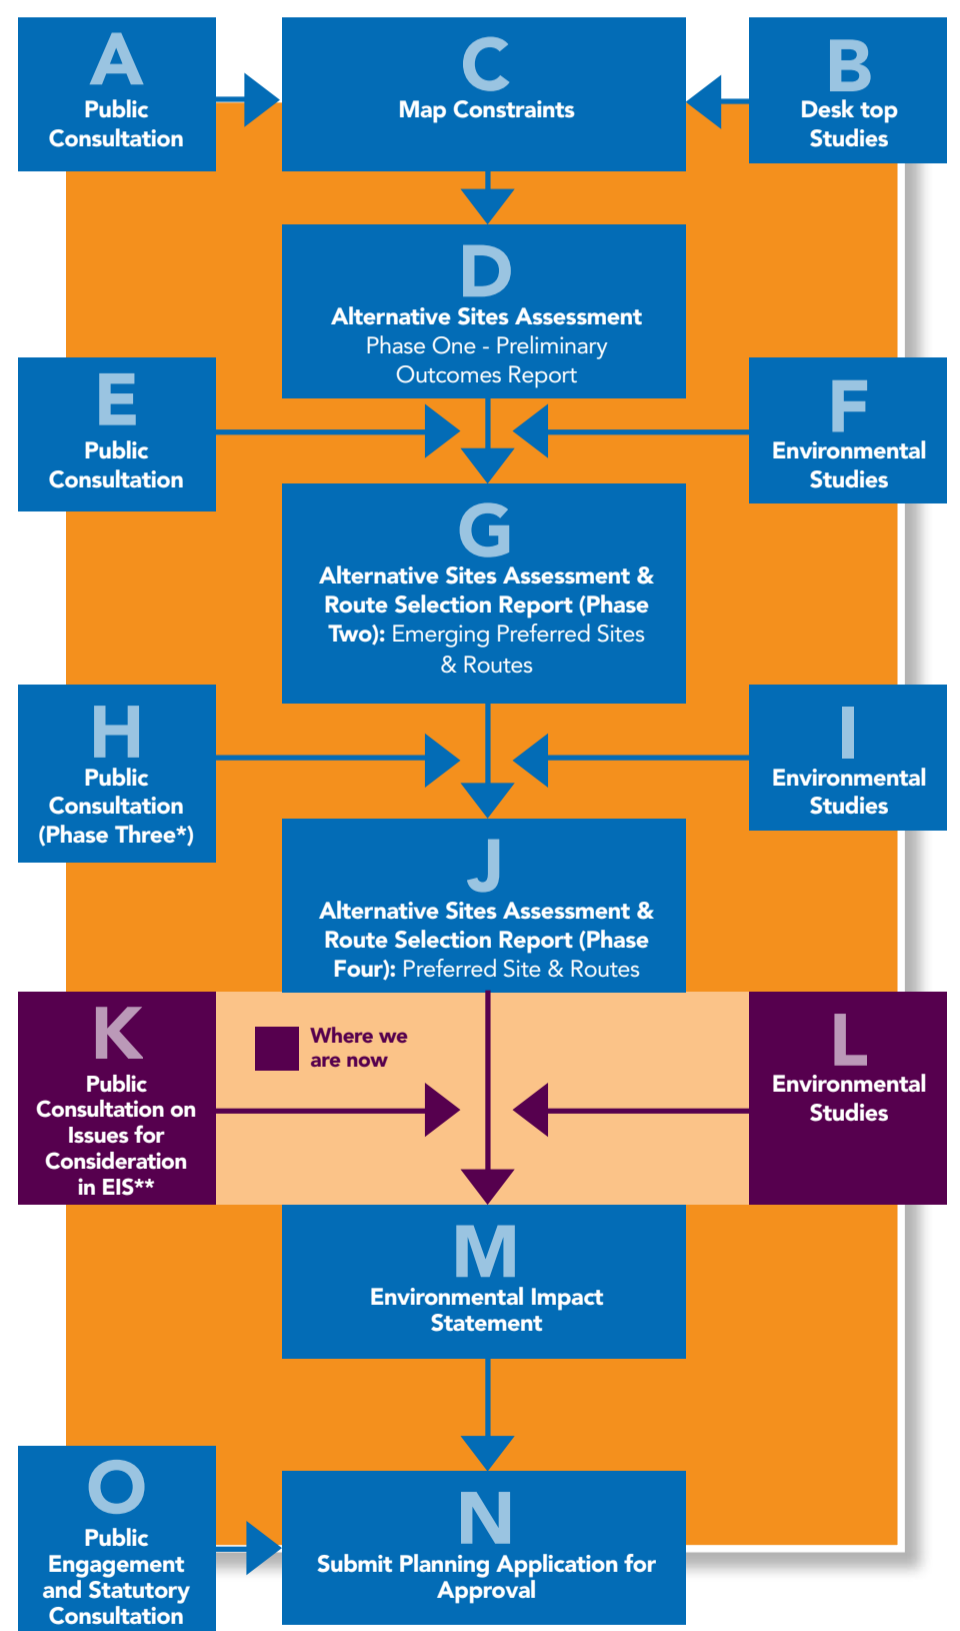 A
Public
Consultation
C
Map Constraints
B
Desk top
Studies
D
Alternative Sites Assessment
Phase One - Preliminary
Outcomes Report
E
Public
Consultation
F
Environmental
Studies
G
Alternative Sites Assessment &
Route Selection Report (Phase
Two): Emerging Preferred Sites
& Routes
H
Public
Consultation
(Phase Three*)
I
Environmental
Studies
J
Alternative Sites Assessment &
Route Selection Report (Phase
Four): Preferred Site & Routes
K
Public
Consultation on
Issues for
Consideration
in EIS**
Where we
are now
L
Environmental
Studies
M
Environmental Impact
Statement
O
Public
Engagement
and Statutory
Consultation
N
Submit Planning Application for
Approval